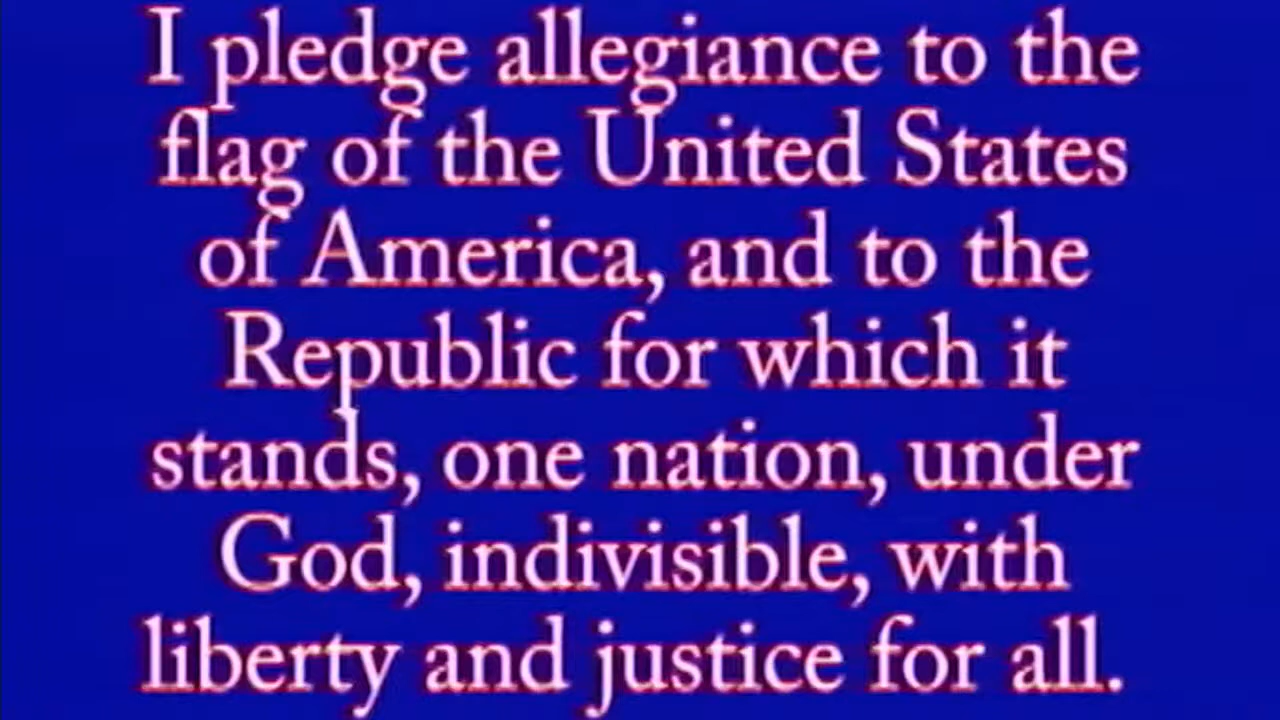 I pledge allegiance to the
flag of the United States
of America, and to the
Republic for which it
stands, one nation, under
God, indivisible, with
liberty and justice for all.